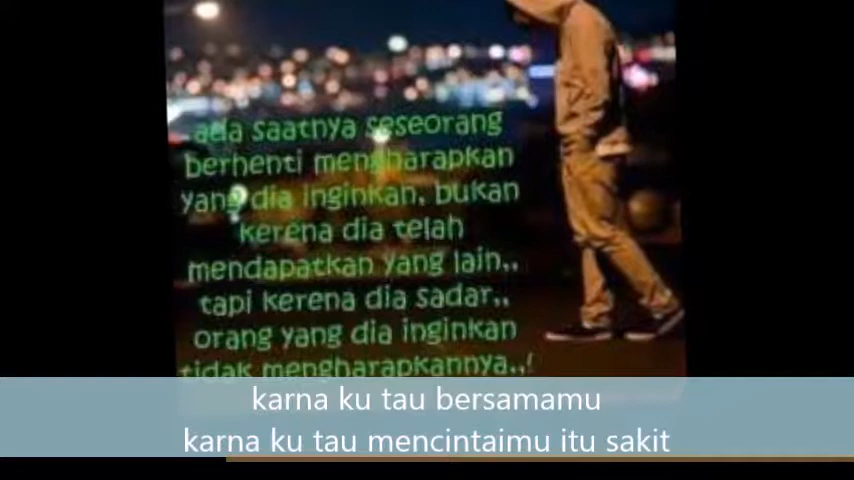 ada saatnya seseorang
berhenti mengharapkan
yang dia inginkan, bukan
kerena dia telah
mendapatkan yang lain,,
tapi kerena dia sadar,,
orang yang dia inginkan
tidak mengharapkannya,,!
karna ku tau bersamamu
karna ku tau mencintaimu itu sakit